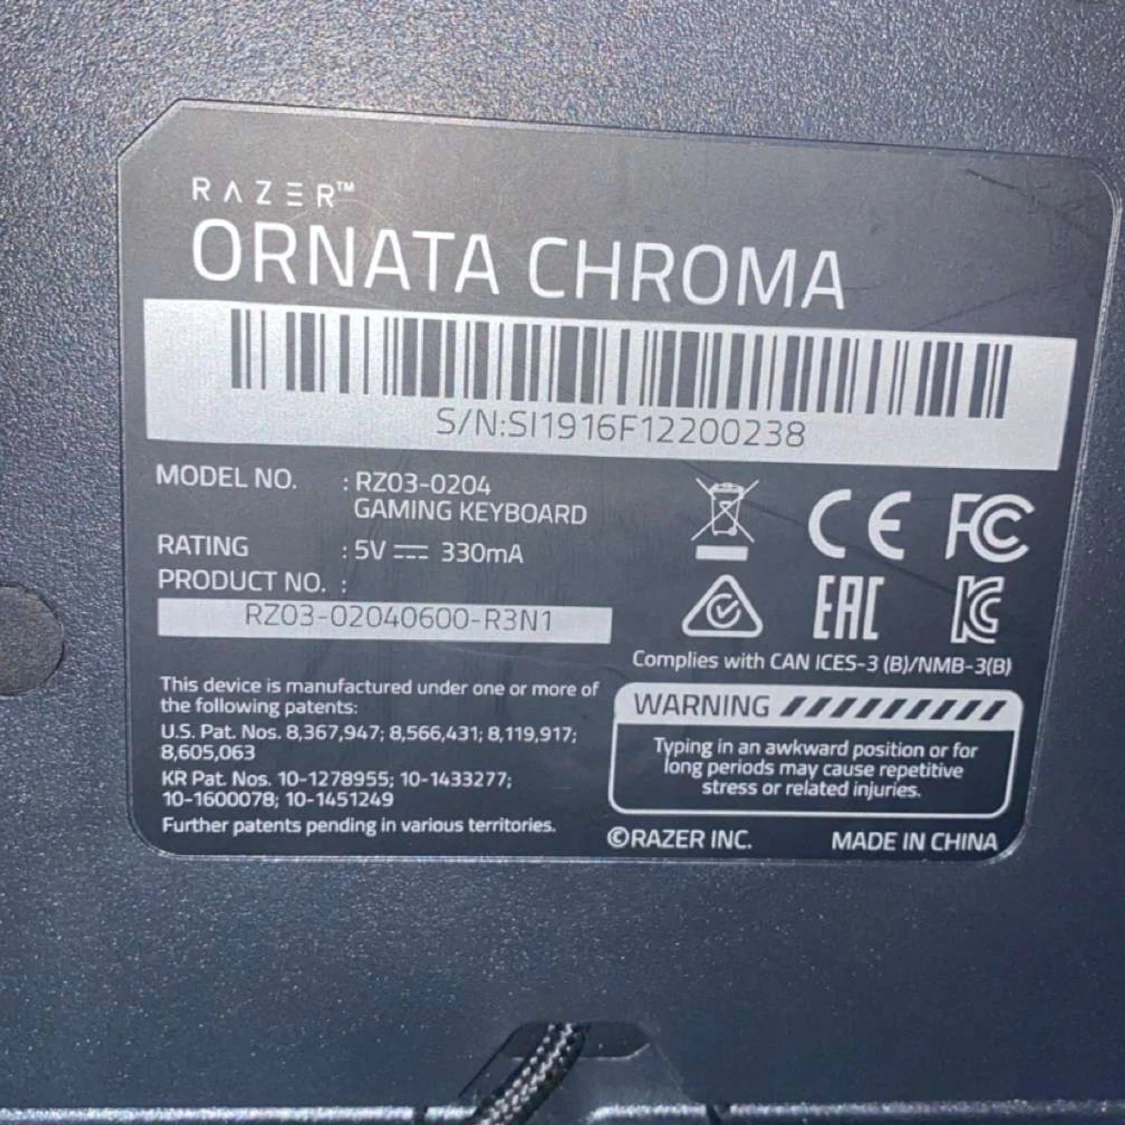 RAZER™
ORNATA CHROMA
S/N:SI1916F12200238
MODEL NO. : RZ03-0204
GAMING KEYBOARD
RATING : 5V ⎓ 330mA
PRODUCT NO. :
RZ03-02040600-R3N1
CE FC
EAC KC
Complies with CAN ICES-3 (B)/NMB-3(B)
This device is manufactured under one or more of
the following patents:
U.S. Pat. Nos. 8,367,947; 8,566,431; 8,119,917;
8,605,063
KR Pat. Nos. 10-1278955; 10-1433277;
10-1600078; 10-1451249
Further patents pending in various territories.
WARNING
Typing in an awkward position or for
long periods may cause repetitive
stress or related injuries.
©RAZER INC. MADE IN CHINA